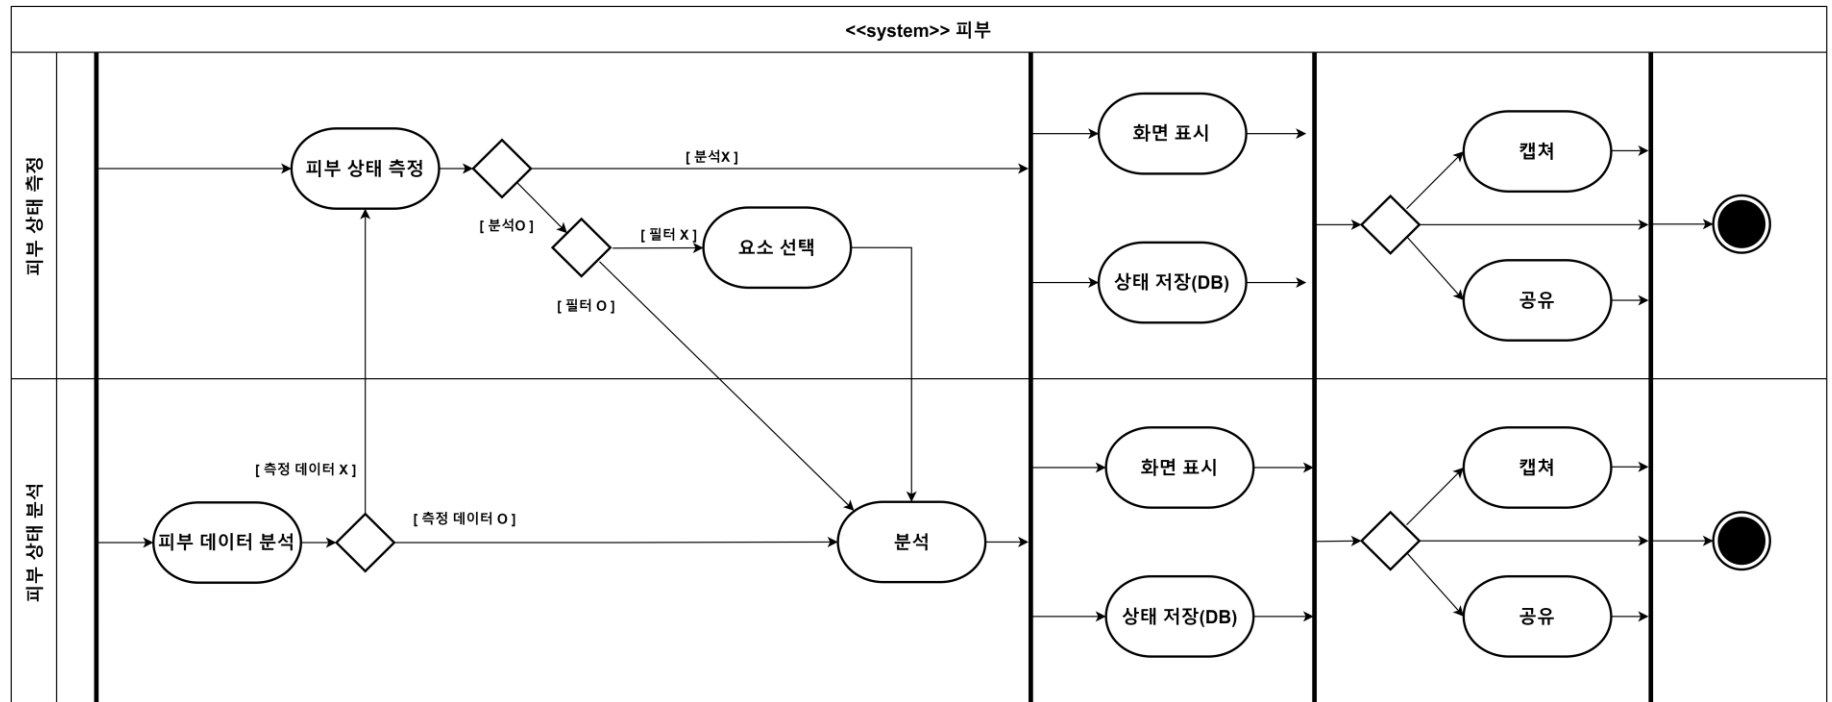 <<system>> 피부
피부 상태 측정
피부 상태 측정
[ 분석X ]
[ 분석O ]
[ 필터 X ]
요소 선택
[ 필터 O ]
화면 표시
상태 저장(DB)
캡쳐
공유
피부 상태 분석
피부 데이터 분석
[ 측정 데이터 X ]
[ 측정 데이터 O ]
분석
화면 표시
상태 저장(DB)
캡쳐
공유